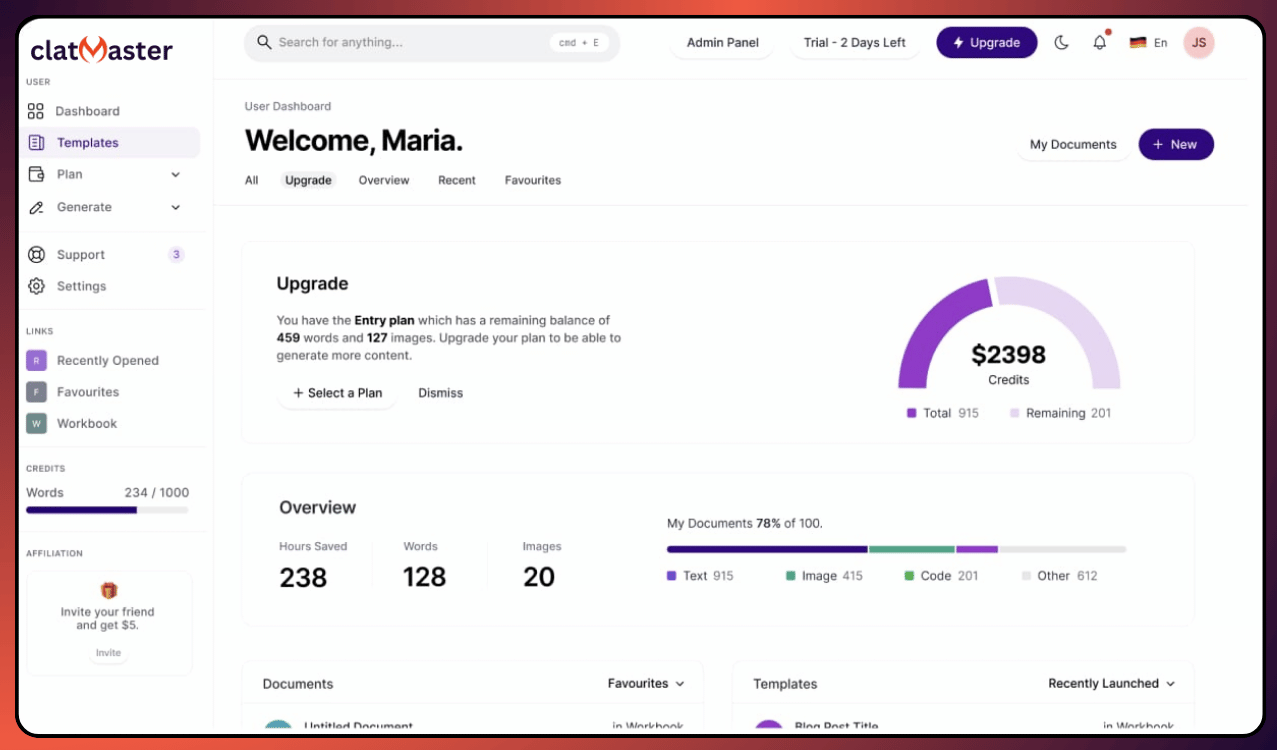 clatMaster
USER
Dashboard
Templates
Plan
Generate
Support 3
Settings
LINKS
R Recently Opened
F Favourites
W Workbook
CREDITS
Words 234 / 1000
AFFILIATION
Invite your friend
and get $5.
Invite
Search for anything... cmd + E
Admin Panel
Trial - 2 Days Left
Upgrade
En
JS
User Dashboard
Welcome, Maria.
My Documents
+ New
All Upgrade Overview Recent Favourites
Upgrade
You have the Entry plan which has a remaining balance of
459 words and 127 images. Upgrade your plan to be able to
generate more content.
+ Select a Plan Dismiss
$2398
Credits
Total 915 Remaining 201
Overview
Hours Saved Words Images
238 128 20
My Documents 78% of 100.
Text 915 Image 415 Code 201 Other 612
Documents Favourites
Untitled Document in Workbook
Templates Recently Launched
Blog Post Title in Workbook